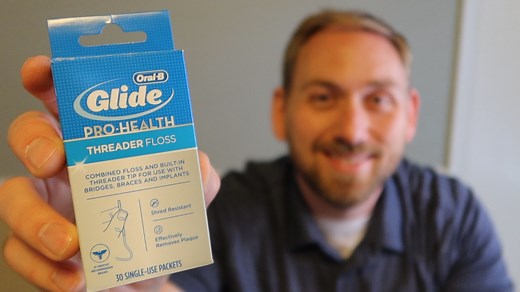 Oral-B
Glide
PRO-HEALTH
THREADER FLOSS
COMBINED FLOSS AND BUILT-IN
THREADER TIP FOR USE WITH
BRIDGES, BRACES AND IMPLANTS
Shred Resistant
Effectively
Removes Plaque
30 SINGLE-USE PACKETS